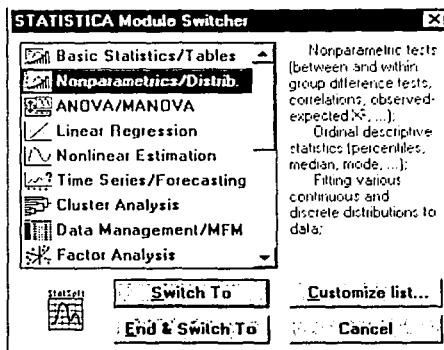 STATISTICA Module Switcher
Basic Statistics/Tables
Nonparametrics/Distrib.
ANOVA/MANOVA
Linear Regression
Nonlinear Estimation
Time Series/Forecasting
Cluster Analysis
Data Management/MFM
Factor Analysis
Nonparametric tests
(between and within
group difference tests,
correlations, observed-
expected X², ...);
Ordinal descriptive
statistics (percentiles,
median, mode, ...);
Fitting various
continuous and
discrete distributions to
data;
StatSoft
Switch To
Customize list...
End & Switch To
Cancel